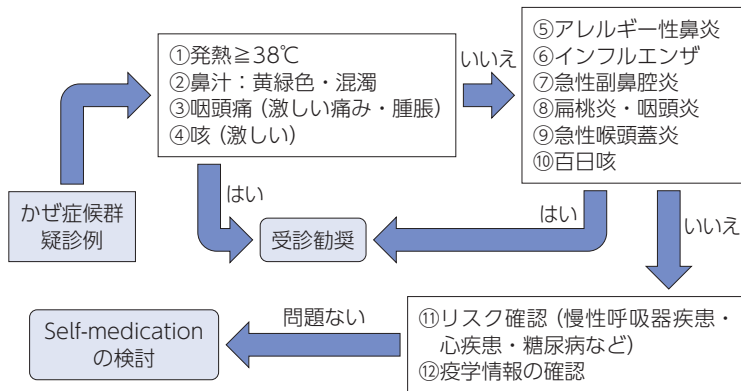 かぜ症候群
疑診例
①発熱≧38℃
②鼻汁：黄緑色・混濁
③咽頭痛（激しい痛み・腫脹）
④咳（激しい）
はい
いいえ
⑤アレルギー性鼻炎
⑥インフルエンザ
⑦急性副鼻腔炎
⑧扁桃炎・咽頭炎
⑨急性喉頭蓋炎
⑩百日咳
はい
受診勧奨
いいえ
⑪リスク確認（慢性呼吸器疾患・
心疾患・糖尿病など）
⑫疫学情報の確認
問題ない
Self-medication
の検討